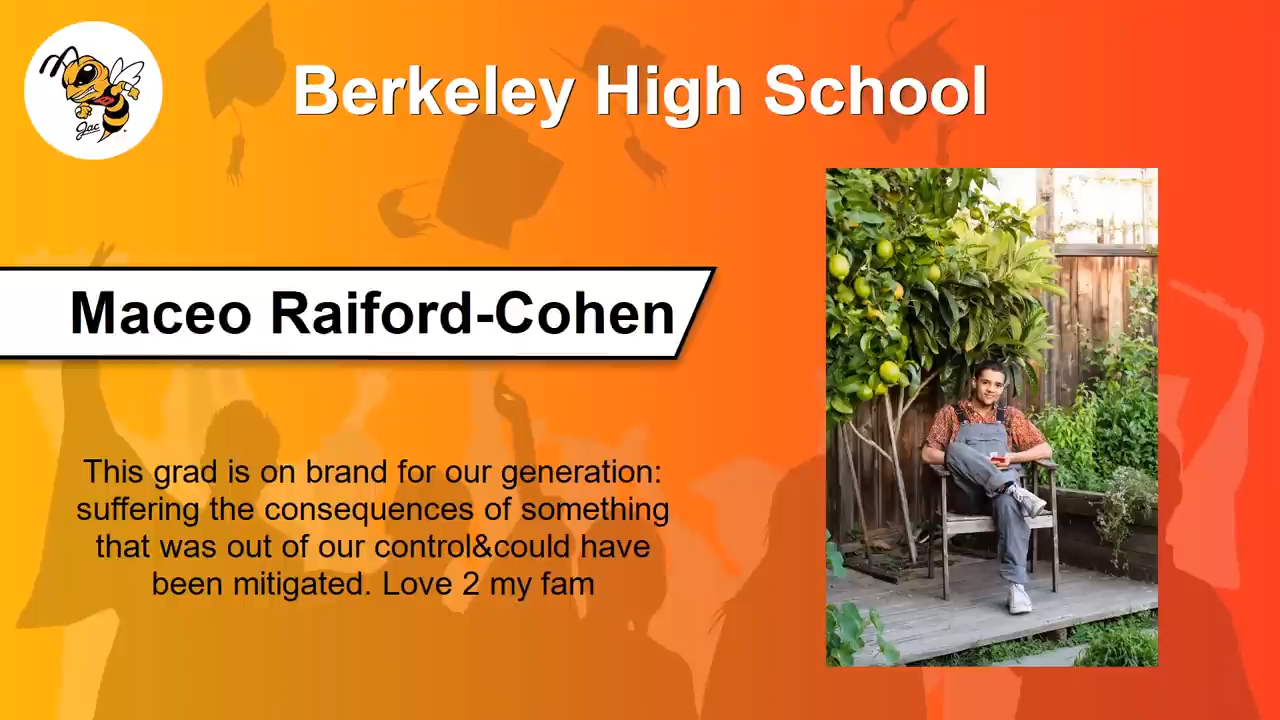 Berkeley High School
Jac
Maceo Raiford-Cohen
This grad is on brand for our generation:
suffering the consequences of something
that was out of our control&could have
been mitigated. Love 2 my fam